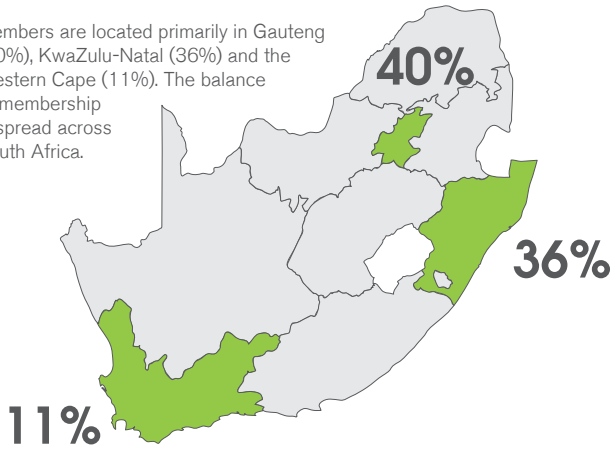 embers are located primarily in Gauteng
0%), KwaZulu-Natal (36%) and the
estern Cape (11%). The balance
membership
spread across
uth Africa.
40%
36%
11%